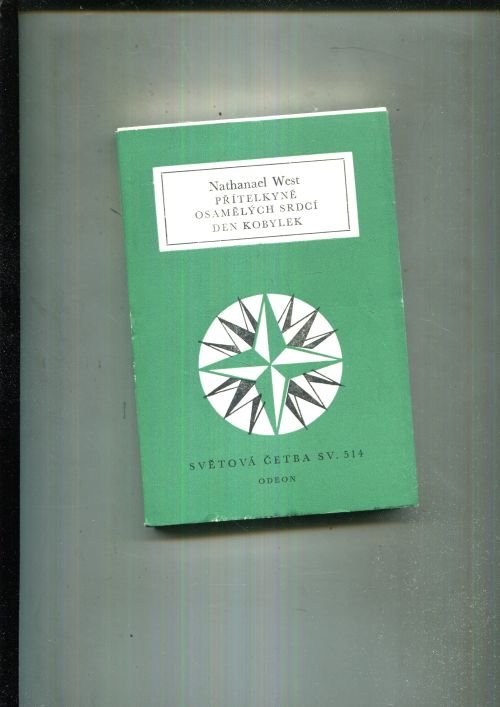 Nathanael West
PŘÍTELKYNĚ
OSAMĚLÝCH SRDCÍ
DEN KOBYLEK
SVĚTOVÁ ČETBA SV. 514
ODEON